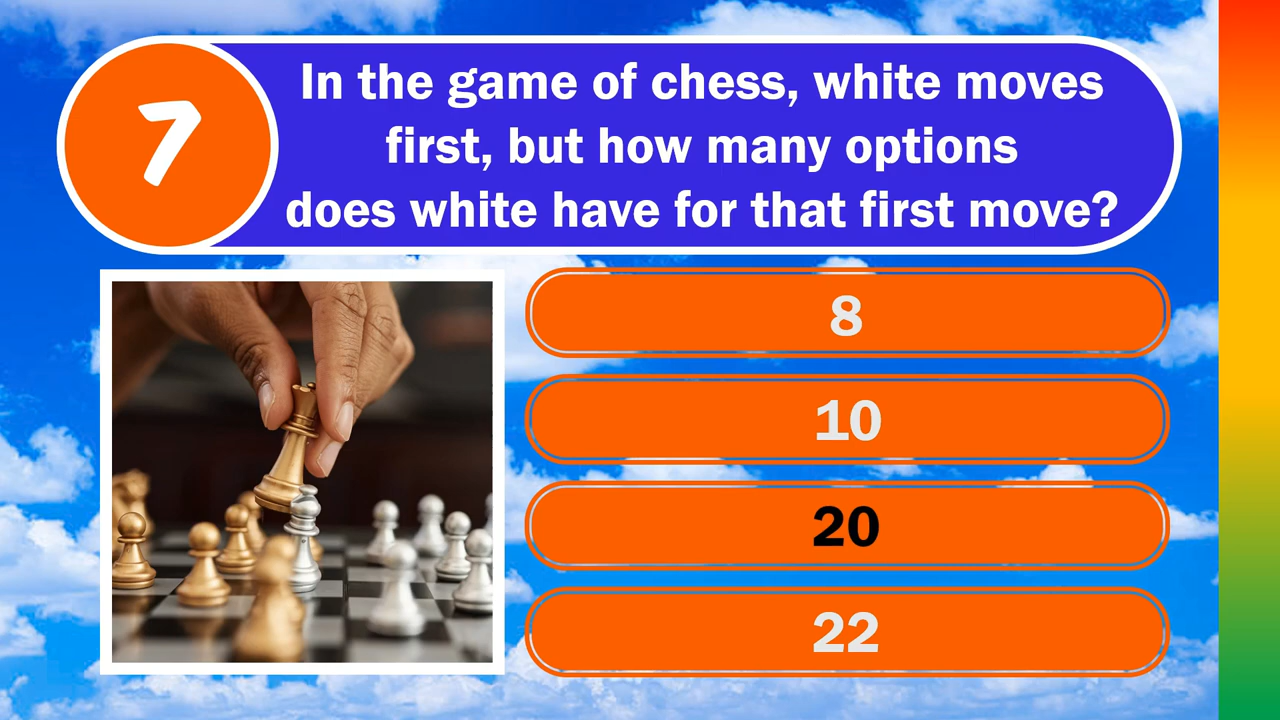 7
In the game of chess, white moves
first, but how many options
does white have for that first move?
8
10
20
22